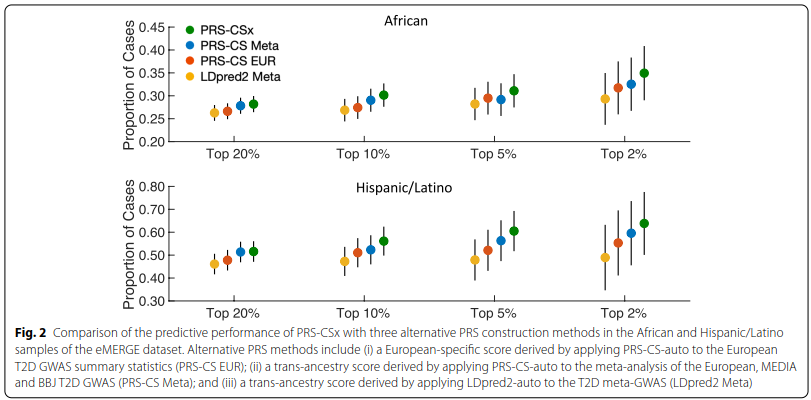 African
Proportion of Cases
0.45
0.40
0.35
0.30
0.25
0.20
PRS-CSx
PRS-CS Meta
PRS-CS EUR
LDpred2 Meta
Top 20% Top 10% Top 5% Top 2%
Hispanic/Latino
Proportion of Cases
0.80
0.70
0.60
0.50
0.40
0.30
Top 20% Top 10% Top 5% Top 2%
Fig. 2 Comparison of the predictive performance of PRS-CSx with three alternative PRS construction methods in the African and Hispanic/Latino
samples of the eMERGE dataset. Alternative PRS methods include (i) a European-specific score derived by applying PRS-CS-auto to the European
T2D GWAS summary statistics (PRS-CS EUR); (ii) a trans-ancestry score derived by applying PRS-CS-auto to the meta-analysis of the European, MEDIA
and BBJ T2D GWAS (PRS-CS Meta); and (iii) a trans-ancestry score derived by applying LDpred2-auto to the T2D meta-GWAS (LDpred2 Meta)